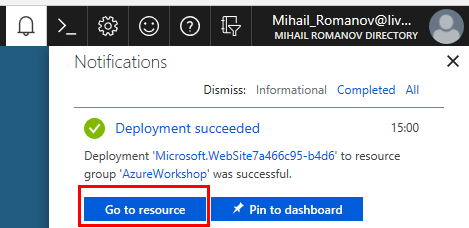 Mihail_Romanov@liv...
MIHAIL ROMANOV DIRECTORY
Notifications
Dismiss: Informational Completed All
Deployment succeeded 15:00
Deployment 'Microsoft.WebSite7a466c95-b4d6' to resource
group 'AzureWorkshop' was successful.
Go to resource Pin to dashboard